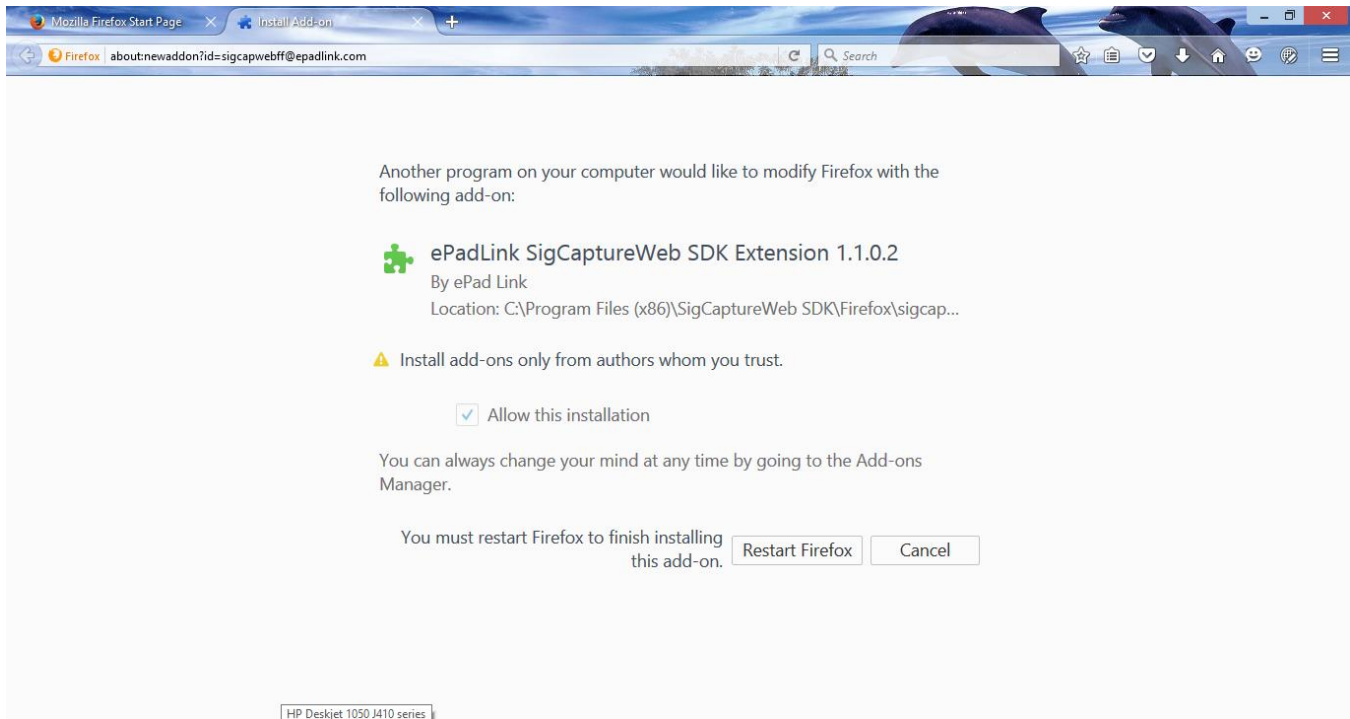 Mozilla Firefox Start Page
Install Add-on
Firefox about:newaddon?id=sigcapwebff@epadlink.com
Search
Another program on your computer would like to modify Firefox with the
following add-on:
ePadLink SigCaptureWeb SDK Extension 1.1.0.2
By ePad Link
Location: C:\Program Files (x86)\SigCaptureWeb SDK\Firefox\sigcap...
Install add-ons only from authors whom you trust.
Allow this installation
You can always change your mind at any time by going to the Add-ons
Manager.
You must restart Firefox to finish installing
this add-on.
Restart Firefox
Cancel
HP Deskjet 1050 J410 series